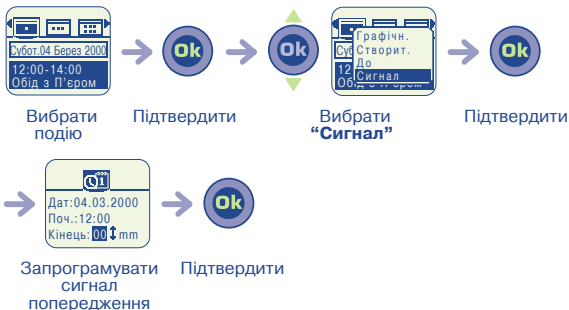 Субот.04 Берез 2000
12:00-14:00
Обід з П'єром
Ok
Ok
Графічн.
Створит.
До
Сигнал
Ok
Вибрати
подію
Підтвердити
Вибрати
“Сигнал”
Підтвердити
Дат:04.03.2000
Поч.:12:00
Кінець:00 mm
Ok
Запрограмувати
сигнал
попередження
Підтвердити